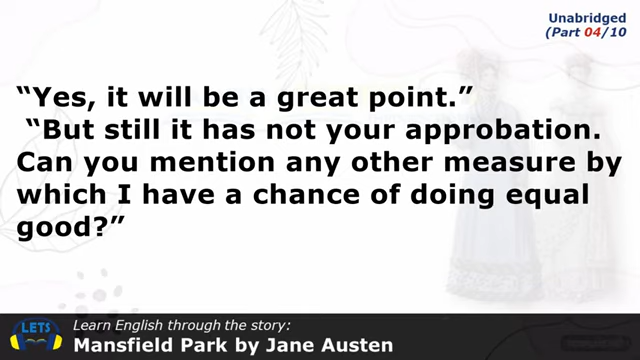 Unabridged
(Part 04/10
“Yes, it will be a great point.”
“But still it has not your approbation.
Can you mention any other measure by
which I have a chance of doing equal
good?”
LETS
Learn English through the story:
Mansfield Park by Jane Austen